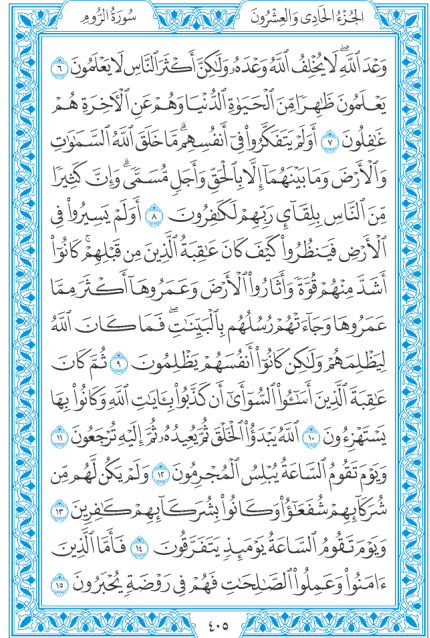 الجُزْءُ الحَادِى وَالعِشْرُونَ
سُورَةُ الرُّومِ
وَعْدَ ٱللَّهِۖ لَا يُخْلِفُ ٱللَّهُ وَعْدَهُۥ وَلَٰكِنَّ أَكْثَرَ ٱلنَّاسِ لَا يَعْلَمُونَ ٦
يَعْلَمُونَ ظَٰهِرًا مِّنَ ٱلْحَيَوٰةِ ٱلدُّنْيَا وَهُمْ عَنِ ٱلْءَاخِرَةِ هُمْ
غَٰفِلُونَ ٧ أَوَلَمْ يَتَفَكَّرُوا۟ فِىٓ أَنفُسِهِمۗ مَّا خَلَقَ ٱللَّهُ ٱلسَّمَٰوَٰتِ
وَٱلْأَرْضَ وَمَا بَيْنَهُمَآ إِلَّا بِٱلْحَقِّ وَأَجَلٍ مُّسَمًّىۗ وَإِنَّ كَثِيرًا
مِّنَ ٱلنَّاسِ بِلِقَآئِ رَبِّهِمْ لَكَٰفِرُونَ ٨ أَوَلَمْ يَسِيرُوا۟ فِى
ٱلْأَرْضِ فَيَنظُرُوا۟ كَيْفَ كَانَ عَٰقِبَةُ ٱلَّذِينَ مِن قَبْلِهِمْۚ كَانُوٓا۟
أَشَدَّ مِنْهُمْ قُوَّةً وَأَثَارُوا۟ ٱلْأَرْضَ وَعَمَرُوهَآ أَكْثَرَ مِمَّا
عَمَرُوهَا وَجَآءَتْهُمْ رُسُلُهُم بِٱلْبَيِّنَٰتِۖ فَمَا كَانَ ٱللَّهُ
لِيَظْلِمَهُمْ وَلَٰكِن كَانُوٓا۟ أَنفُسَهُمْ يَظْلِمُونَ ٩ ثُمَّ كَانَ
عَٰقِبَةَ ٱلَّذِينَ أَسَٰٓـُٔوا۟ ٱلسُّوٓأَىٰٓ أَن كَذَّبُوا۟ بِـَٔايَٰتِ ٱللَّهِ وَكَانُوا۟ بِهَا
يَسْتَهْزِءُونَ ١٠ ٱللَّهُ يَبْدَؤُا۟ ٱلْخَلْقَ ثُمَّ يُعِيدُهُۥ ثُمَّ إِلَيْهِ تُرْجَعُونَ ١١
وَيَوْمَ تَقُومُ ٱلسَّاعَةُ يُبْلِسُ ٱلْمُجْرِمُونَ ١٢ وَلَمْ يَكُن لَّهُم مِّن
شُرَكَآئِهِمْ شُفَعَٰٓؤُا۟ وَكَانُوا۟ بِشُرَكَآئِهِمْ كَٰفِرِينَ ١٣
وَيَوْمَ تَقُومُ ٱلسَّاعَةُ يَوْمَئِذٍ يَتَفَرَّقُونَ ١٤ فَأَمَّا ٱلَّذِينَ
ءَامَنُوا۟ وَعَمِلُوا۟ ٱلصَّٰلِحَٰتِ فَهُمْ فِى رَوْضَةٍ يُحْبَرُونَ ١٥
٤٠٥